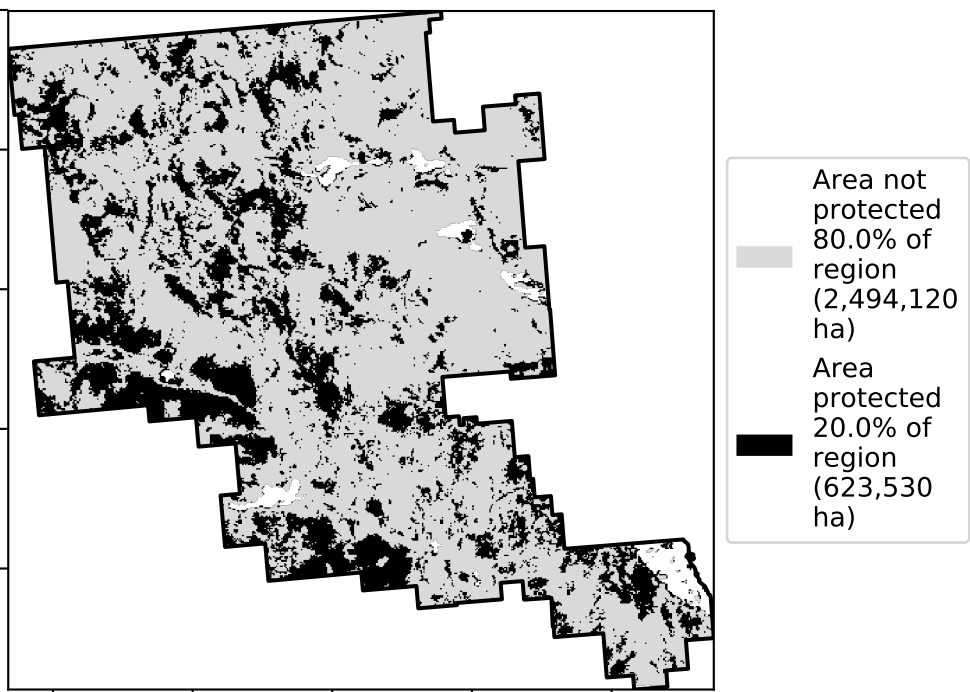 Area not
protected
80.0% of
region
(2,494,120
ha)
Area
protected
20.0% of
region
(623,530
ha)